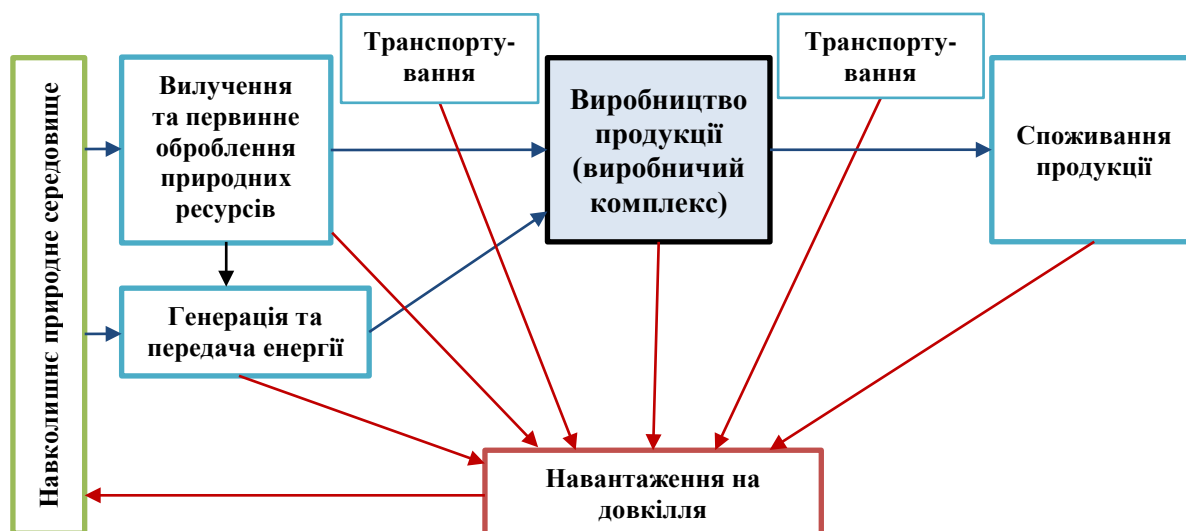 Навколишнє природне середовище
Вилучення
та первинне
оброблення
природних
ресурсів
Генерація та
передача енергії
Транспорту-
вання
Виробництво
продукції
(виробничий
комплекс)
Транспорту-
вання
Споживання
продукції
Навантаження на
довкілля